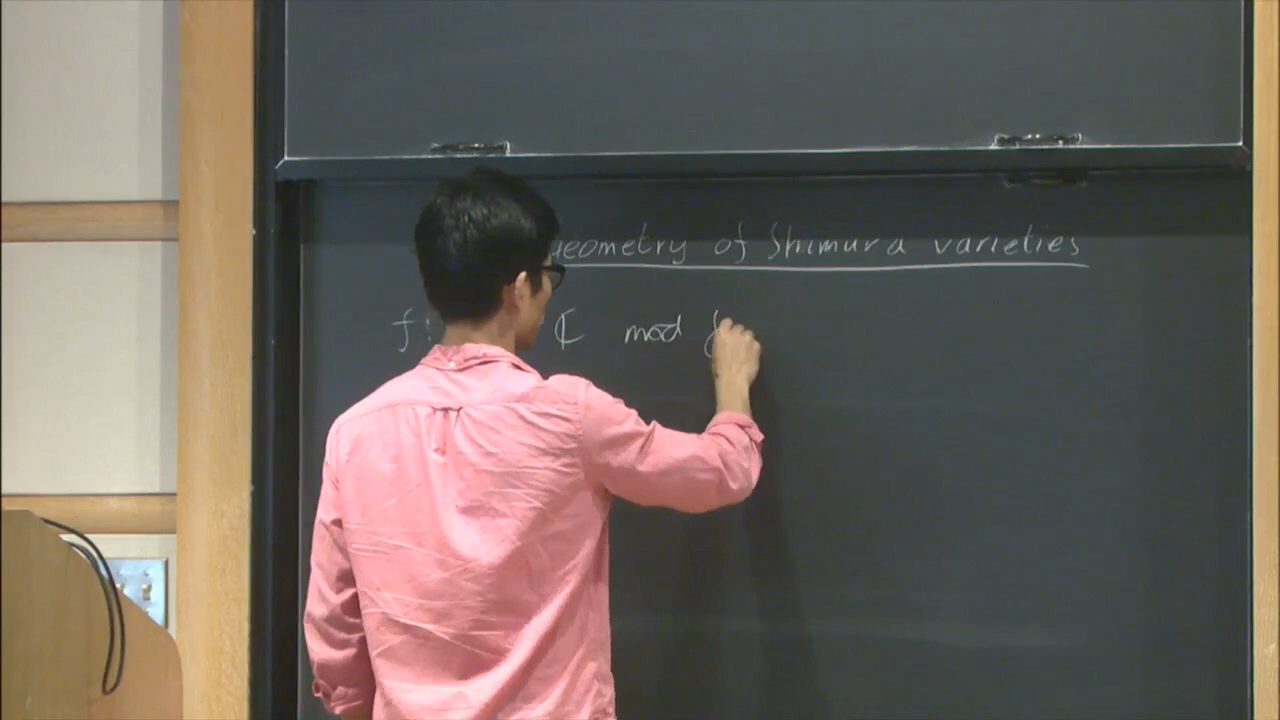 geometry of Shimura varieties
f: ℂ mod